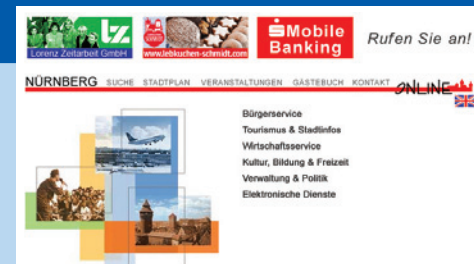 lz
Lorenz Zeitarbeit GmbH
www.lebkuchen-schmidt.com
Mobile
Banking
Rufen Sie an!
NÜRNBERG SUCHE STADTPLAN VERANSTALTUNGEN GÄSTEBUCH KONTAKT ONLINE
Bürgerservice
Tourismus & Stadtinfos
Wirtschaftsservice
Kultur, Bildung & Freizeit
Verwaltung & Politik
Elektronische Dienste